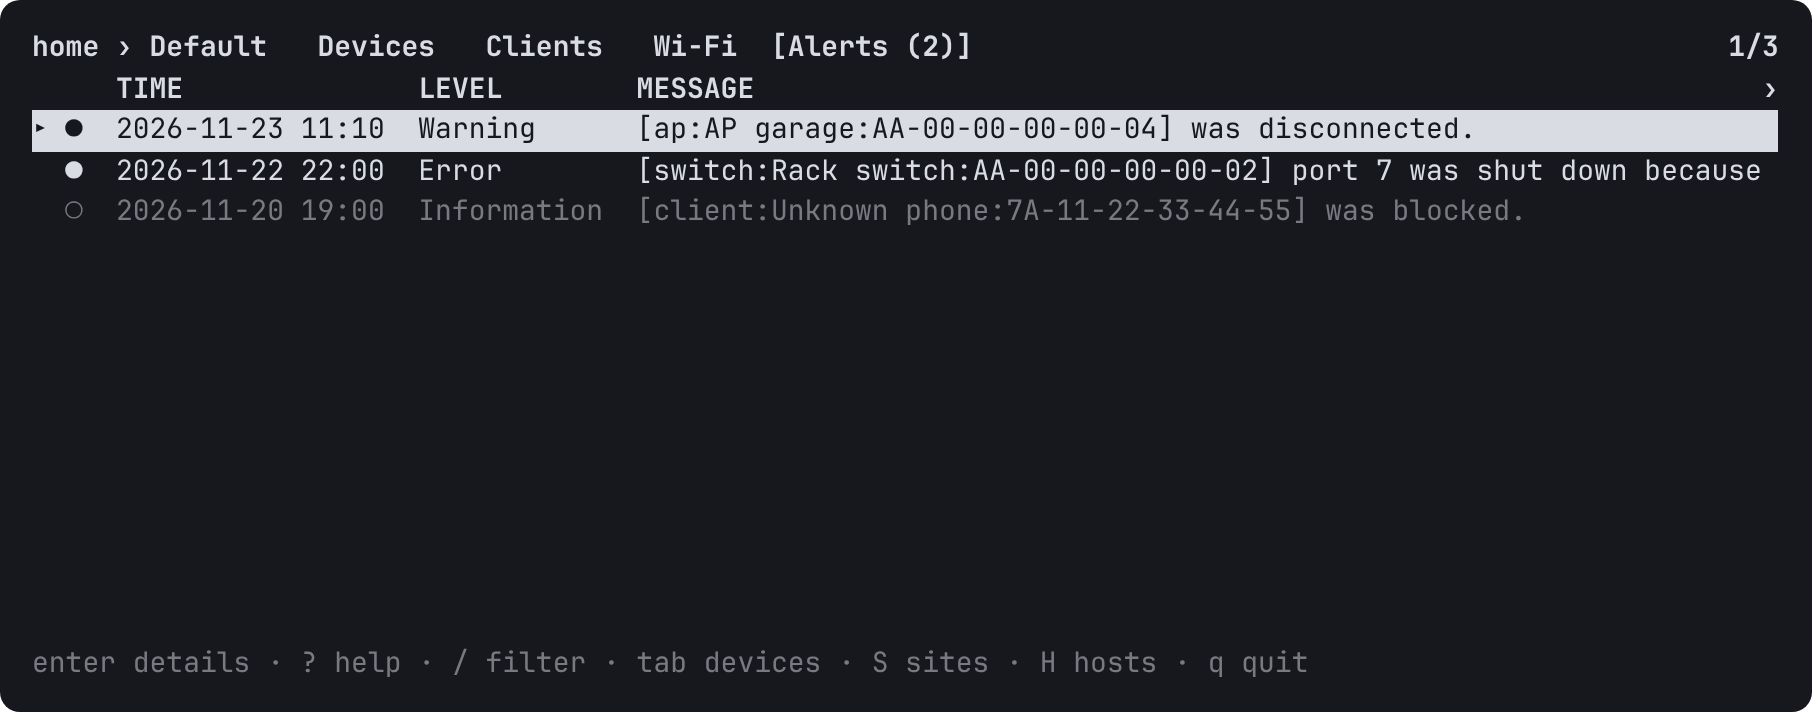 home › Default   Devices   Clients   Wi-Fi  [Alerts (2)]   1/3
TIME   LEVEL   MESSAGE   ›
▸ ● 2026-11-23 11:10  Warning   [ap:AP garage:AA-00-00-00-00-04] was disconnected.
● 2026-11-22 22:00  Error   [switch:Rack switch:AA-00-00-00-00-02] port 7 was shut down because
○ 2026-11-20 19:00  Information  [client:Unknown phone:7A-11-22-33-44-55] was blocked.
enter details · ? help · / filter · tab devices · S sites · H hosts · q quit